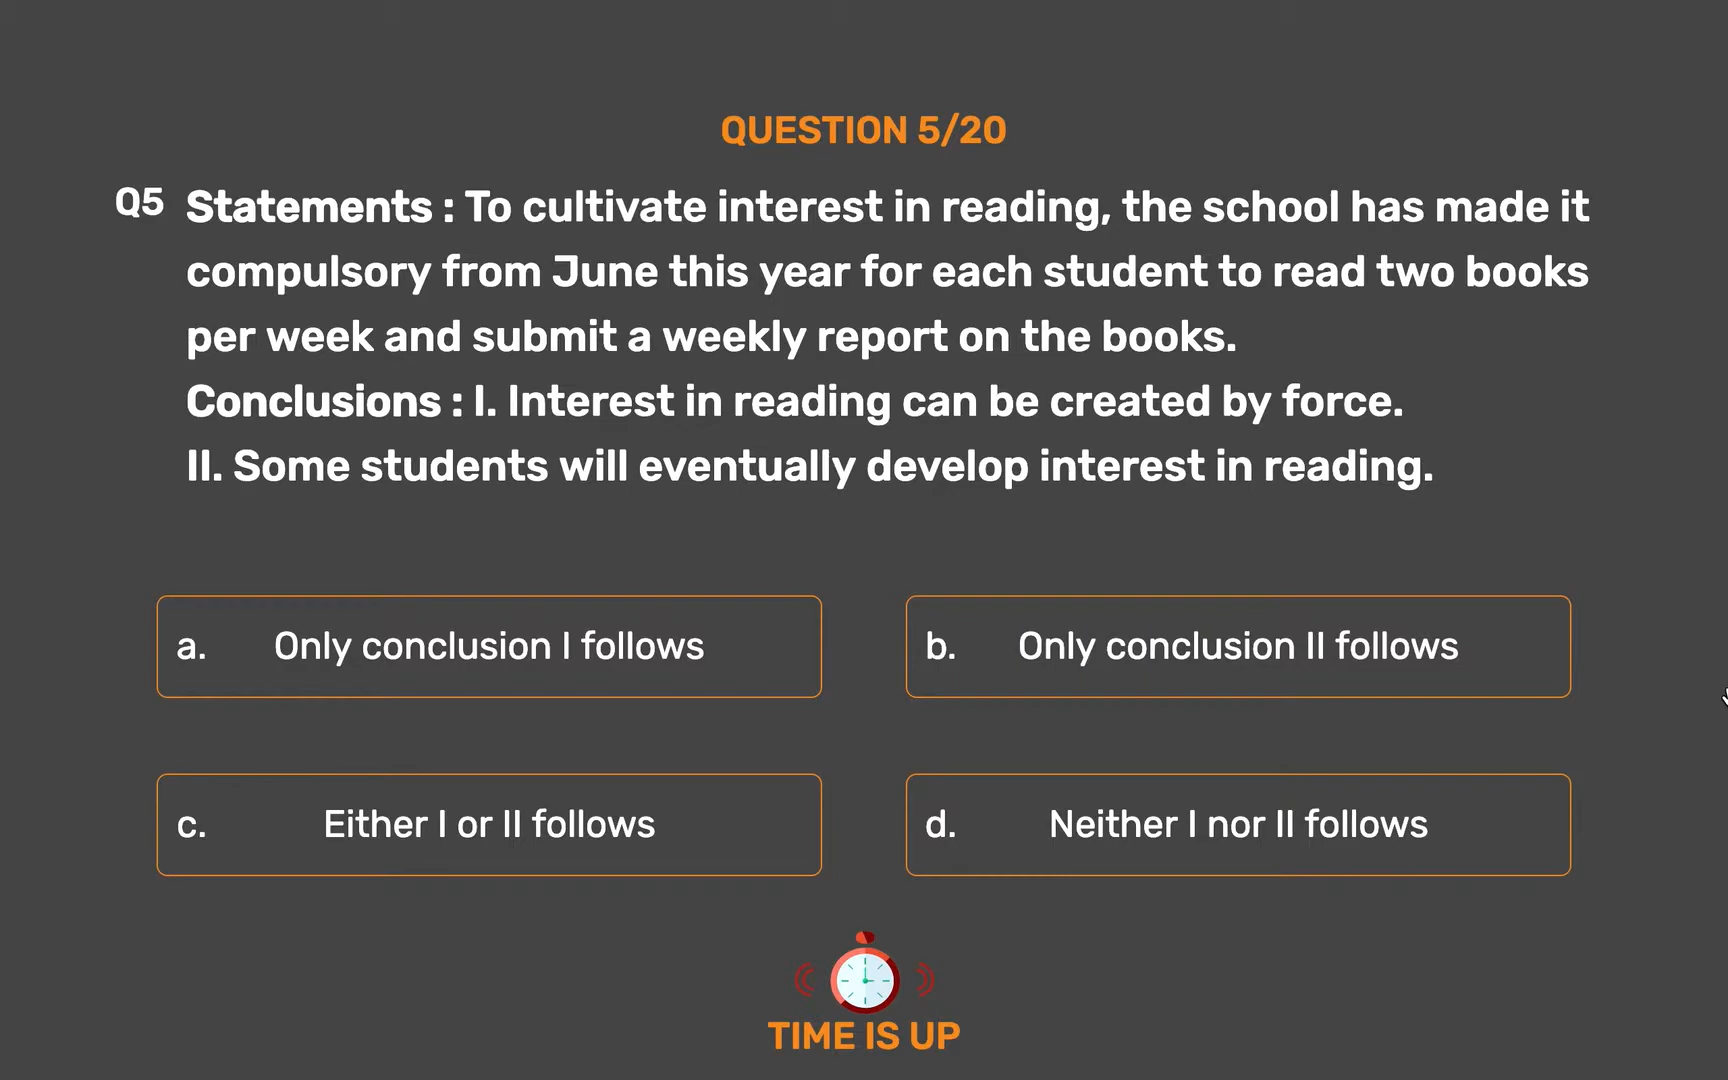 QUESTION 5/20
Q5 Statements : To cultivate interest in reading, the school has made it
compulsory from June this year for each student to read two books
per week and submit a weekly report on the books.
Conclusions : I. Interest in reading can be created by force.
II. Some students will eventually develop interest in reading.
a. Only conclusion I follows
b. Only conclusion II follows
c. Either I or II follows
d. Neither I nor II follows
TIME IS UP